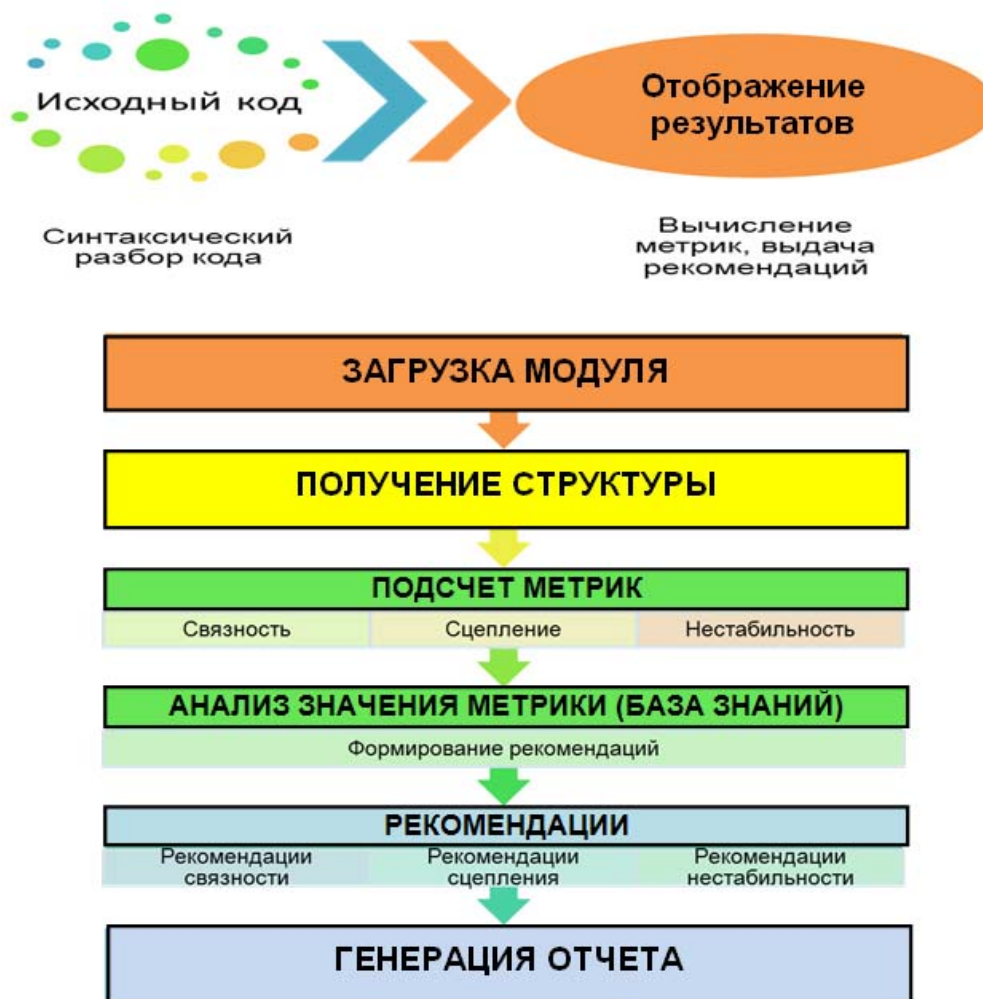 Исходный код
Отображение
результатов
Синтаксический
разбор кода
Вычисление
метрик, выдача
рекомендаций
ЗАГРУЗКА МОДУЛЯ
ПОЛУЧЕНИЕ СТРУКТУРЫ
ПОДСЧЕТ МЕТРИК
Связность
Сцепление
Нестабильность
АНАЛИЗ ЗНАЧЕНИЯ МЕТРИКИ (БАЗА ЗНАНИЙ)
Формирование рекомендаций
РЕКОМЕНДАЦИИ
Рекомендации
связности
Рекомендации
сцепления
Рекомендации
нестабильности
ГЕНЕРАЦИЯ ОТЧЕТА